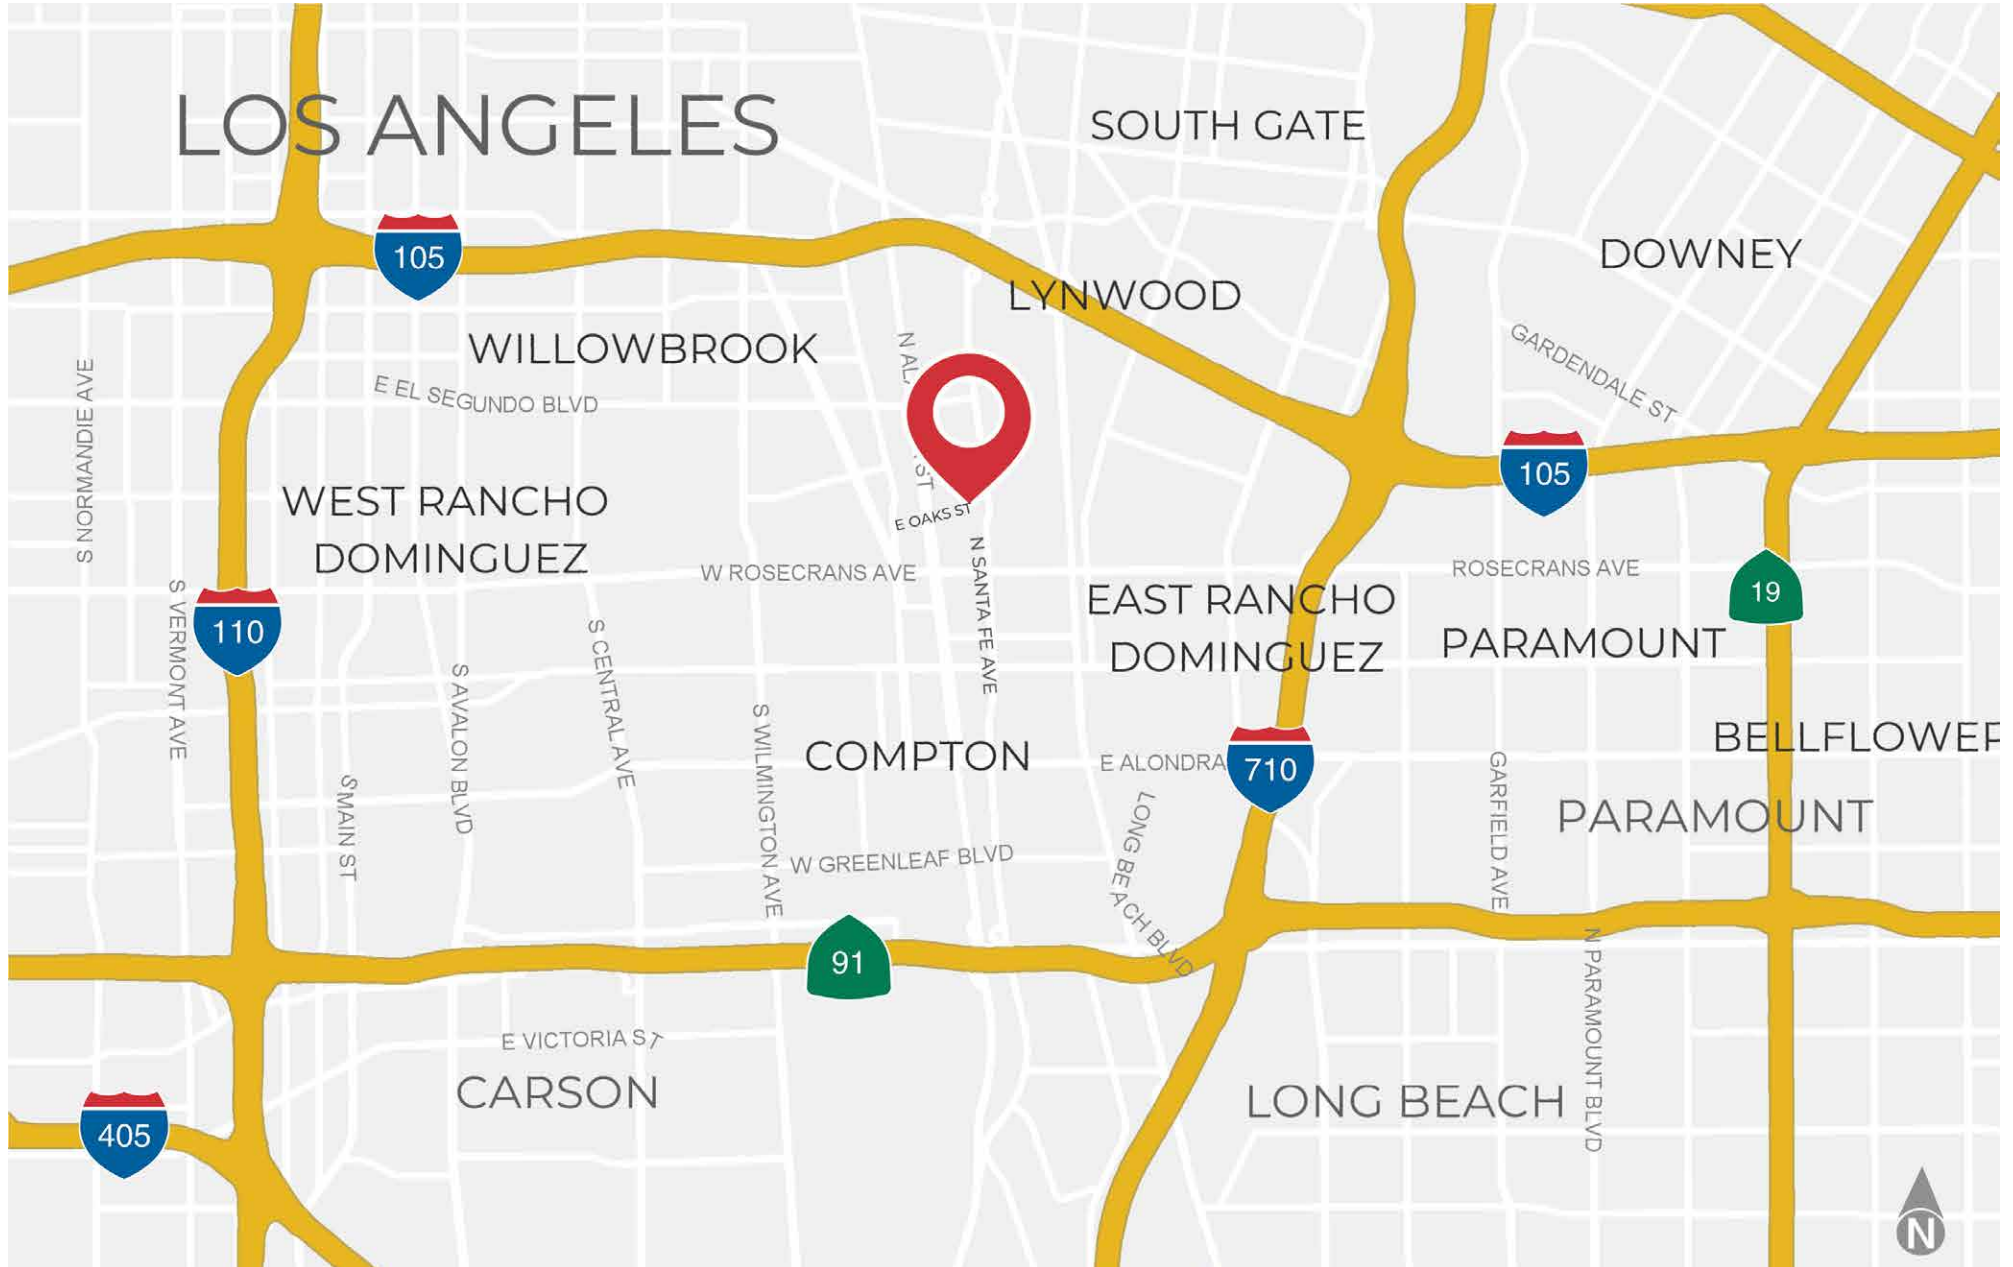 LOS ANGELES
SOUTH GATE
105
DOWNEY
LYNWOOD
WILLOWBROOK
N AL
ST
GARDENDALE ST
E EL SEGUNDO BLVD
S NORMANDIE AVE
105
WEST RANCHO
DOMINGUEZ
E OAKS ST
W ROSECRANS AVE
ROSECRANS AVE
N SANTA FE AVE
19
110
EAST RANCHO
DOMINGUEZ
PARAMOUNT
S VERMONT AVE
S CENTRAL AVE
S AVALON BLVD
S WILMINGTON AVE
COMPTON
E ALONDRA
710
BELLFLOWER
PARAMOUNT
GARFIELD AVE
S MAIN ST
LONG BEACH BLVD
W GREENLEAF BLVD
91
N PARAMOUNT BLVD
E VICTORIA ST
CARSON
LONG BEACH
405
N